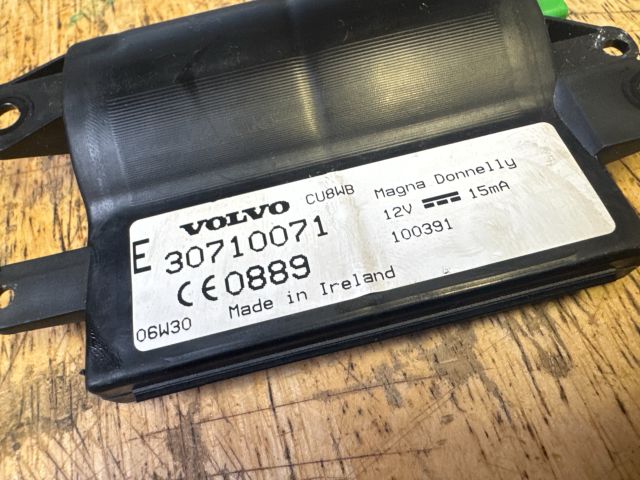 VOLVO CU8WB
E 30710071
CE0889
Made in Ireland
06W30
Magna Donnelly
12V ⎓ 15mA
100391